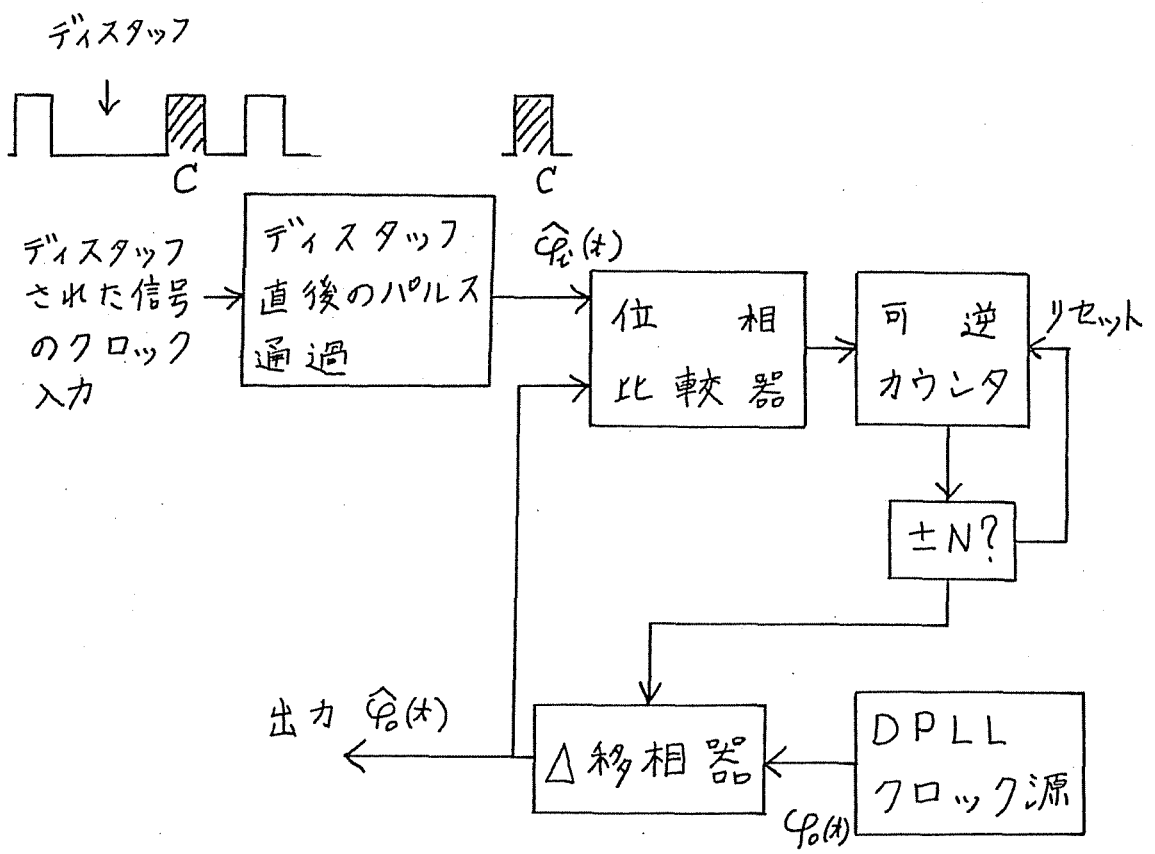 ディスタッフ
C
C
ディスタッフ
された信号
のクロック
入力
ディスタッフ
直後のパルス
通過
φ̂i(t)
位相
比較器
可逆
カウンタ
リセット
±N?
出力 φ̂o(t)
Δ移相器
DPLL
クロック源
φo(t)